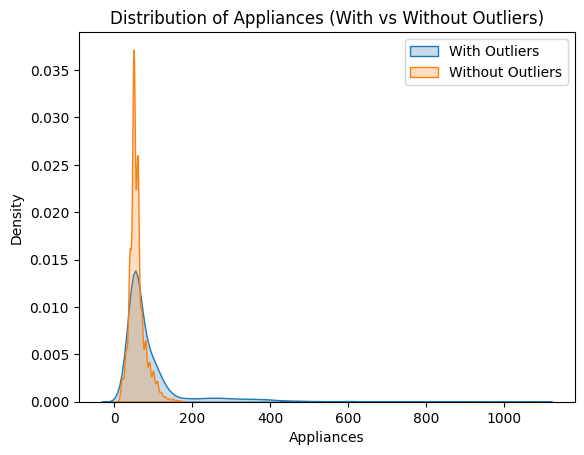 Distribution of Appliances (With vs Without Outliers)
With Outliers
Without Outliers
Density
0.035
0.030
0.025
0.020
0.015
0.010
0.005
0.000
0
200
400
600
800
1000
Appliances